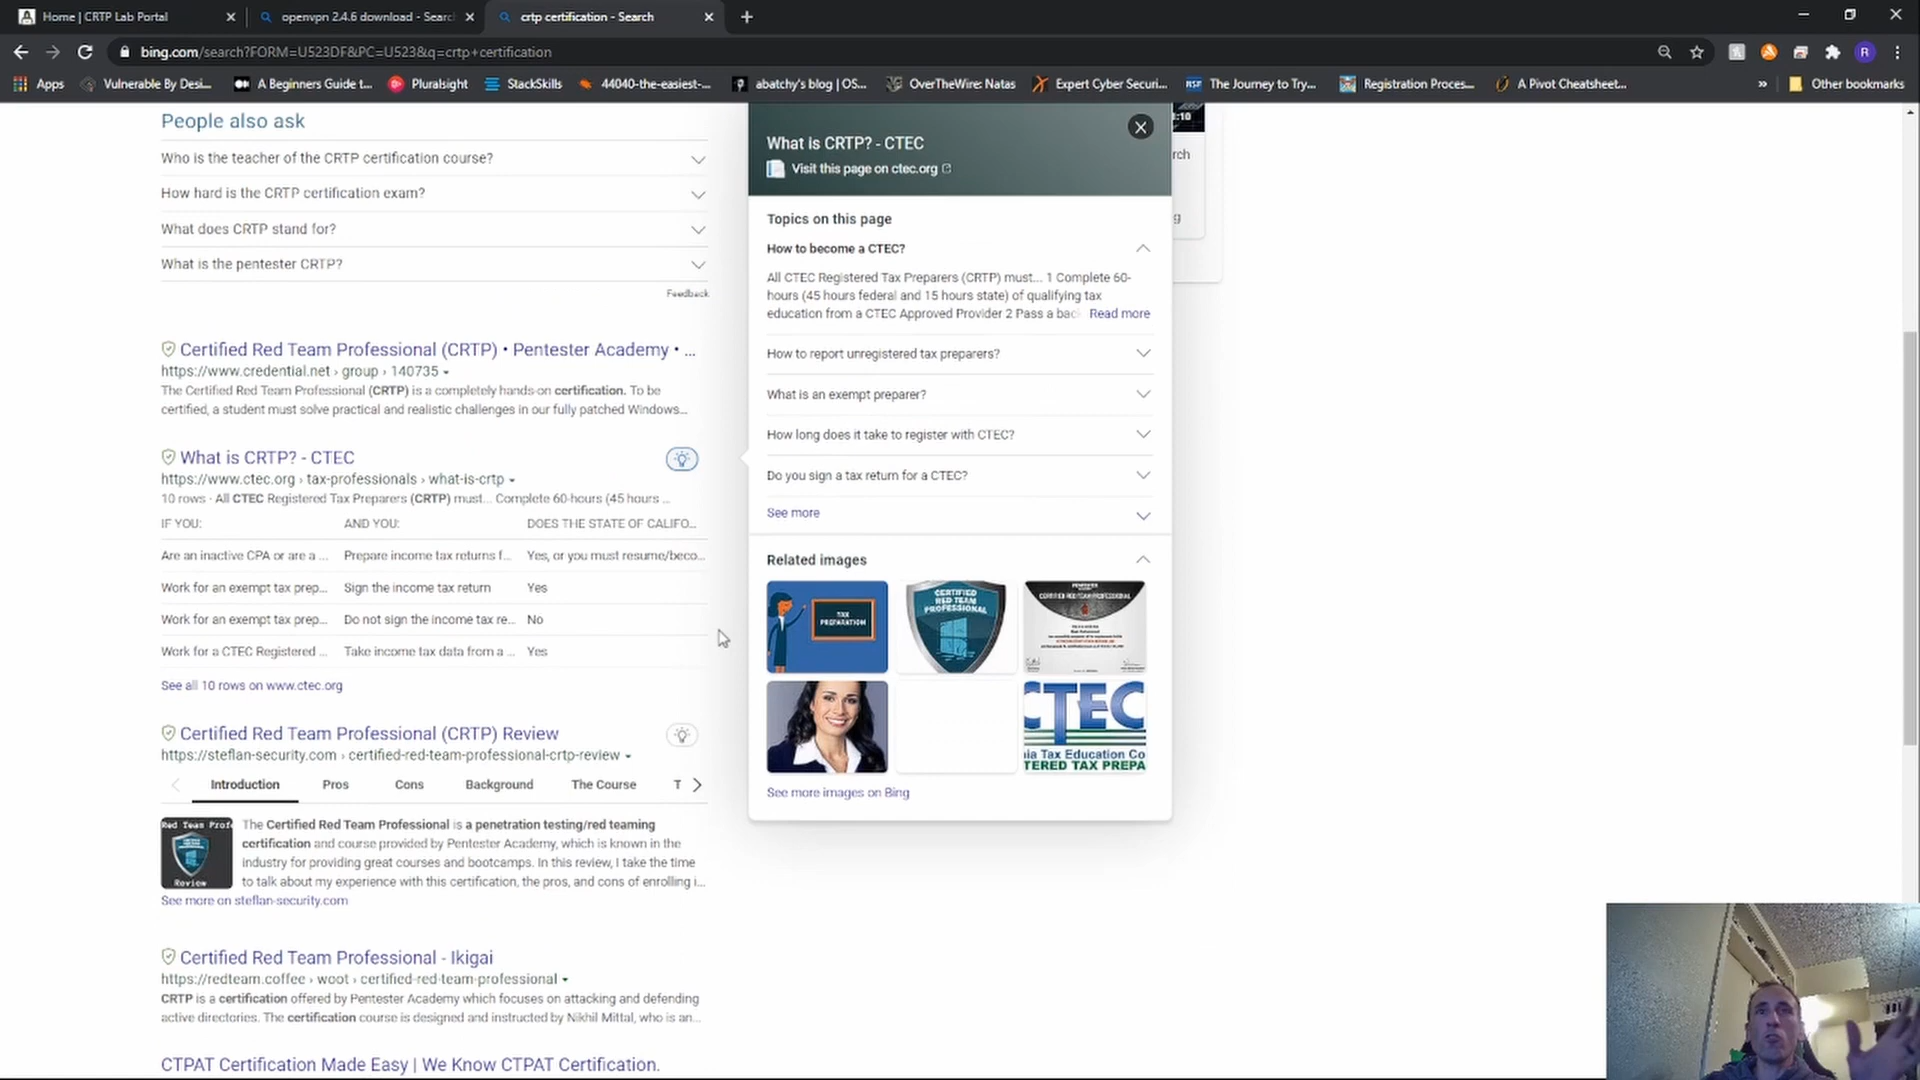 Home | CRTP Lab Portal
openvpn 2.4.6 download - Searc
crtp certification - Search
bing.com/search?FORM=U523DF&PC=U523&q=crtp+certification
R
Apps
Vulnerable By Desi...
A Beginners Guide t...
Pluralsight
StackSkills
44040-the-easiest-...
abatchy's blog | OS...
OverTheWire: Natas
Expert Cyber Securi...
The Journey to Try...
Registration Proces...
A Pivot Cheatsheet...
»
Other bookmarks
People also ask
Who is the teacher of the CRTP certification course?
How hard is the CRTP certification exam?
What does CRTP stand for?
What is the pentester CRTP?
Feedback
Certified Red Team Professional (CRTP) • Pentester Academy • ...
https://www.credential.net › group › 140735
The Certified Red Team Professional (CRTP) is a completely hands-on certification. To be
certified, a student must solve practical and realistic challenges in our fully patched Windows...
What is CRTP? - CTEC
https://www.ctec.org › tax-professionals › what-is-crtp
10 rows · All CTEC Registered Tax Preparers (CRTP) must... Complete 60-hours (45 hours ...
IF YOU: AND YOU: DOES THE STATE OF CALIFO...
Are an inactive CPA or are a ... Prepare income tax returns f... Yes, or you must resume/beco...
Work for an exempt tax prep... Sign the income tax return Yes
Work for an exempt tax prep... Do not sign the income tax re... No
Work for a CTEC Registered ... Take income tax data from a ... Yes
See all 10 rows on www.ctec.org
Certified Red Team Professional (CRTP) Review
https://steflan-security.com › certified-red-team-professional-crtp-review
Introduction Pros Cons Background The Course T
Red Team Prof
Review
The Certified Red Team Professional is a penetration testing/red teaming
certification and course provided by Pentester Academy, which is known in the
industry for providing great courses and bootcamps. In this review, I take the time
to talk about my experience with this certification, the pros, and cons of enrolling i...
See more on steflan-security.com
Certified Red Team Professional - Ikigai
https://redteam.coffee › woot › certified-red-team-professional
CRTP is a certification offered by Pentester Academy which focuses on attacking and defending
active directories. The certification course is designed and instructed by Nikhil Mittal, who is an...
CTPAT Certification Made Easy | We Know CTPAT Certification.
What is CRTP? - CTEC
Visit this page on ctec.org
Topics on this page
How to become a CTEC?
All CTEC Registered Tax Preparers (CRTP) must... 1 Complete 60-
hours (45 hours federal and 15 hours state) of qualifying tax
education from a CTEC Approved Provider 2 Pass a bac Read more
How to report unregistered tax preparers?
What is an exempt preparer?
How long does it take to register with CTEC?
Do you sign a tax return for a CTEC?
See more
Related images
TAX
PREPARATION
CERTIFIED
RED TEAM
PROFESSIONAL
CERTIFIED RED TEAM PROFESSIONAL
CTEC
ia Tax Education Co
TERED TAX PREPA
See more images on Bing
:10
rch
g